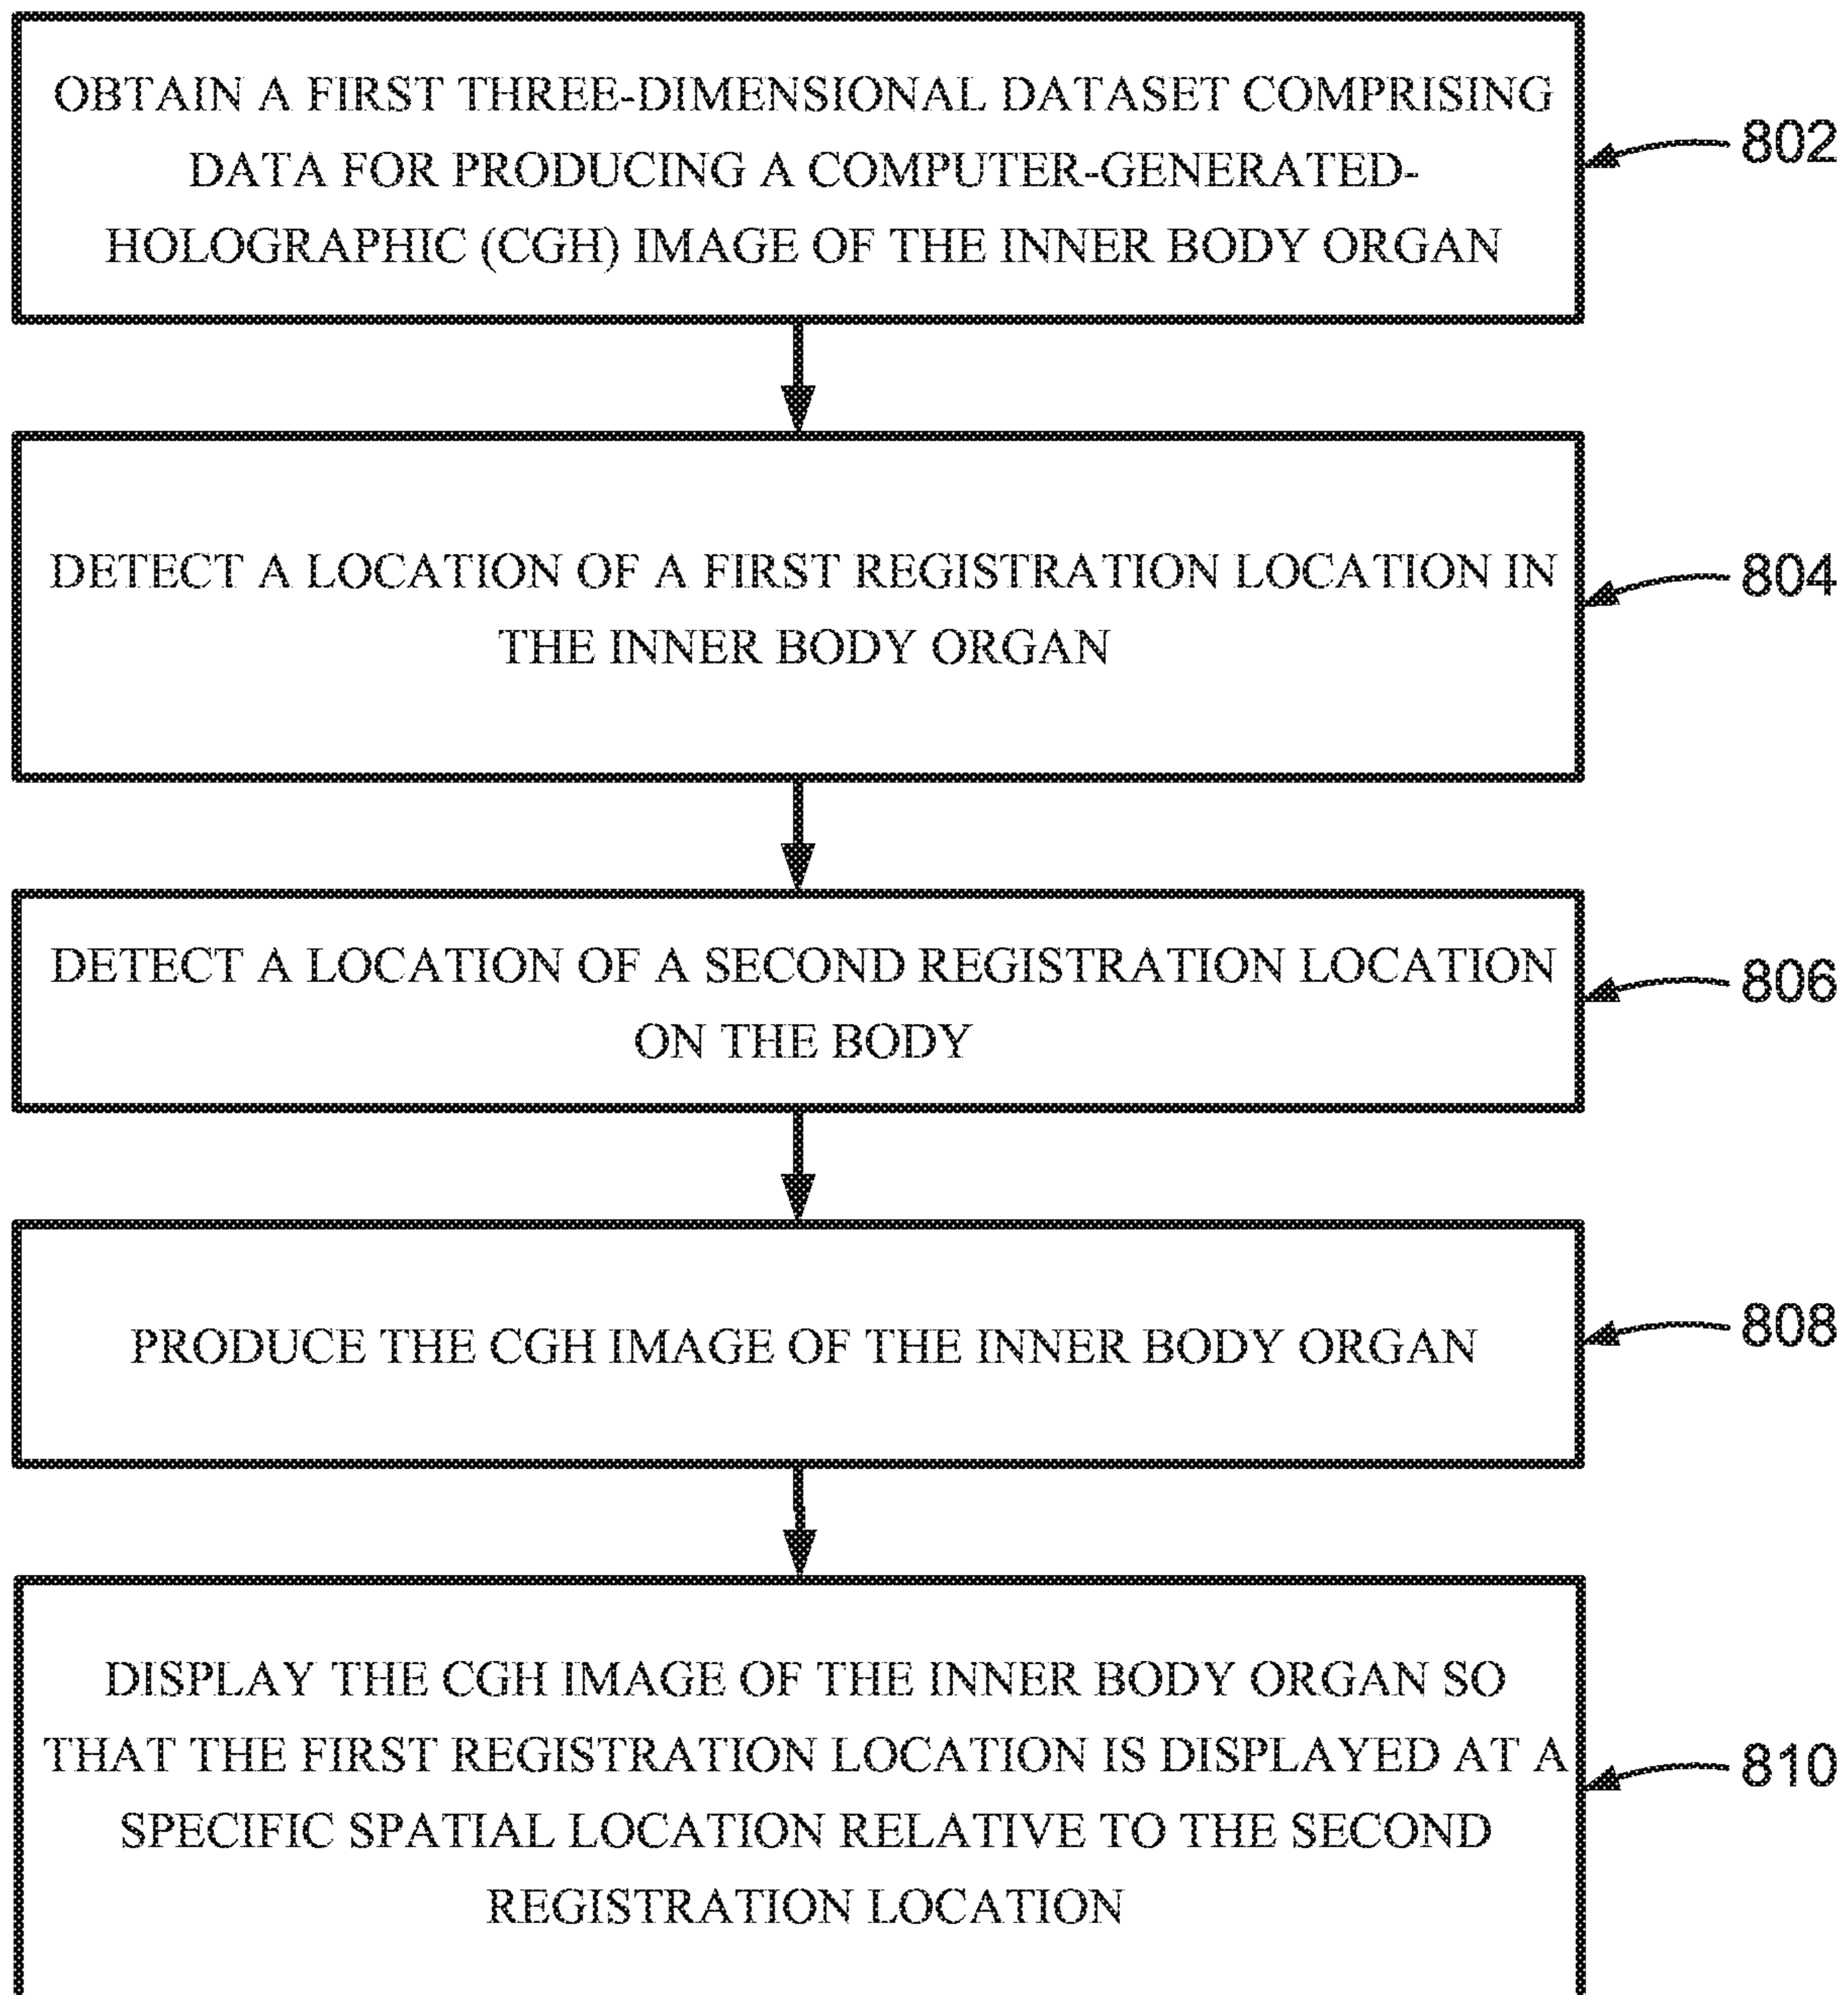 OBTAIN A FIRST THREE-DIMENSIONAL DATASET COMPRISING
DATA FOR PRODUCING A COMPUTER-GENERATED-
HOLOGRAPHIC (CGH) IMAGE OF THE INNER BODY ORGAN
802
DETECT A LOCATION OF A FIRST REGISTRATION LOCATION IN
THE INNER BODY ORGAN
804
DETECT A LOCATION OF A SECOND REGISTRATION LOCATION
ON THE BODY
806
PRODUCE THE CGH IMAGE OF THE INNER BODY ORGAN
808
DISPLAY THE CGH IMAGE OF THE INNER BODY ORGAN SO
THAT THE FIRST REGISTRATION LOCATION IS DISPLAYED AT A
SPECIFIC SPATIAL LOCATION RELATIVE TO THE SECOND
REGISTRATION LOCATION
810